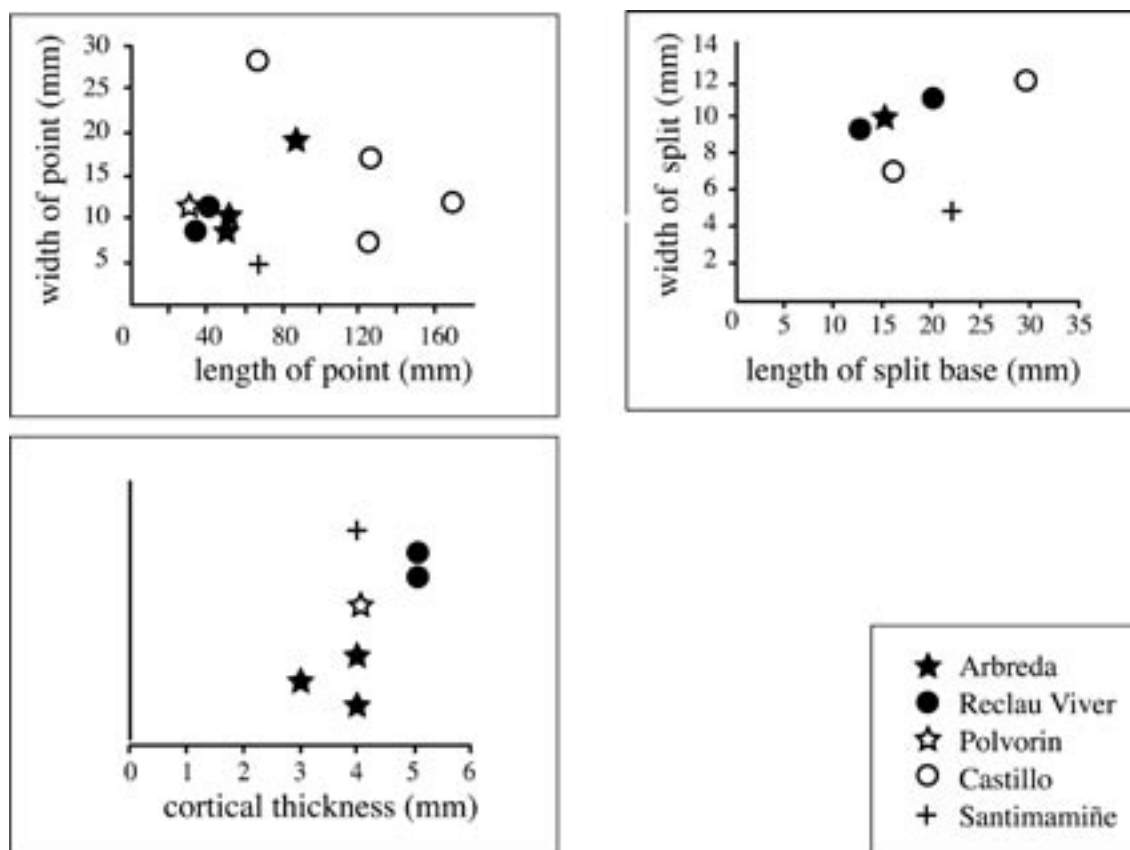 30
25
20
15
10
5
0 40 80 120 160
width of point (mm)
length of point (mm)
14
12
10
8
6
4
2
0 5 10 15 20 25 30 35
width of split (mm)
length of split base (mm)
0 1 2 3 4 5 6
cortical thickness (mm)
Arbreda
Reclau Viver
Polvorin
Castillo
Santimamiñe